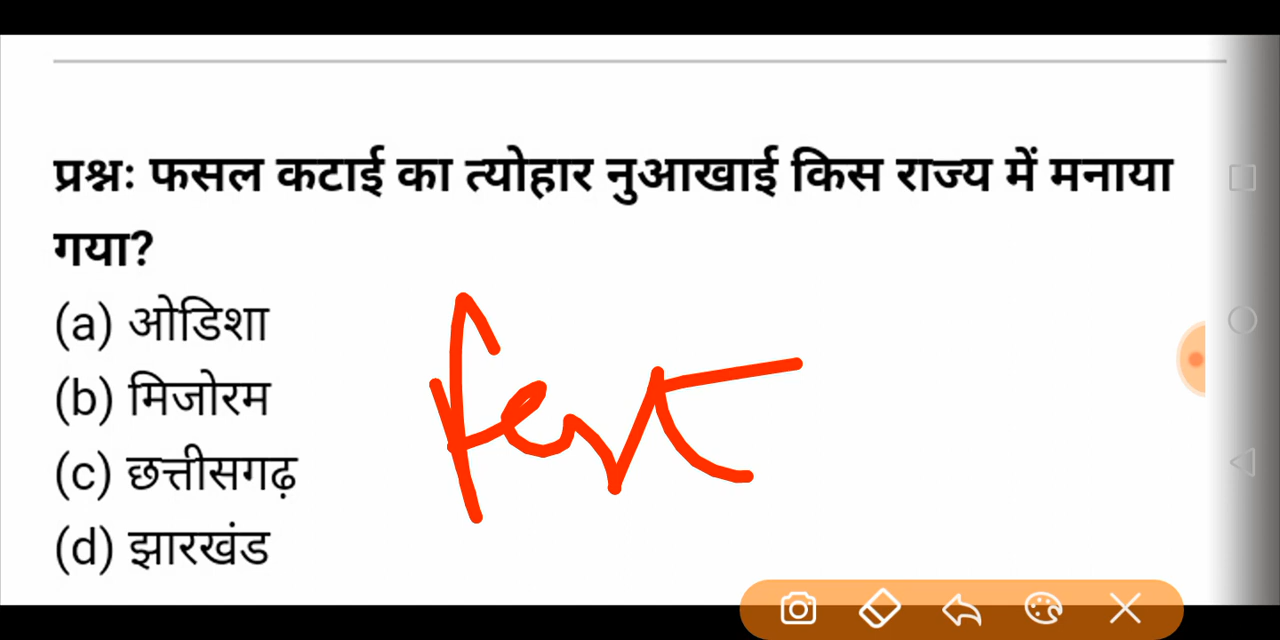 प्रश्नः फसल कटाई का त्योहार नुआखाई किस राज्य में मनाया
गया?
(a) ओडिशा
(b) मिजोरम
(c) छत्तीसगढ़
(d) झारखंड